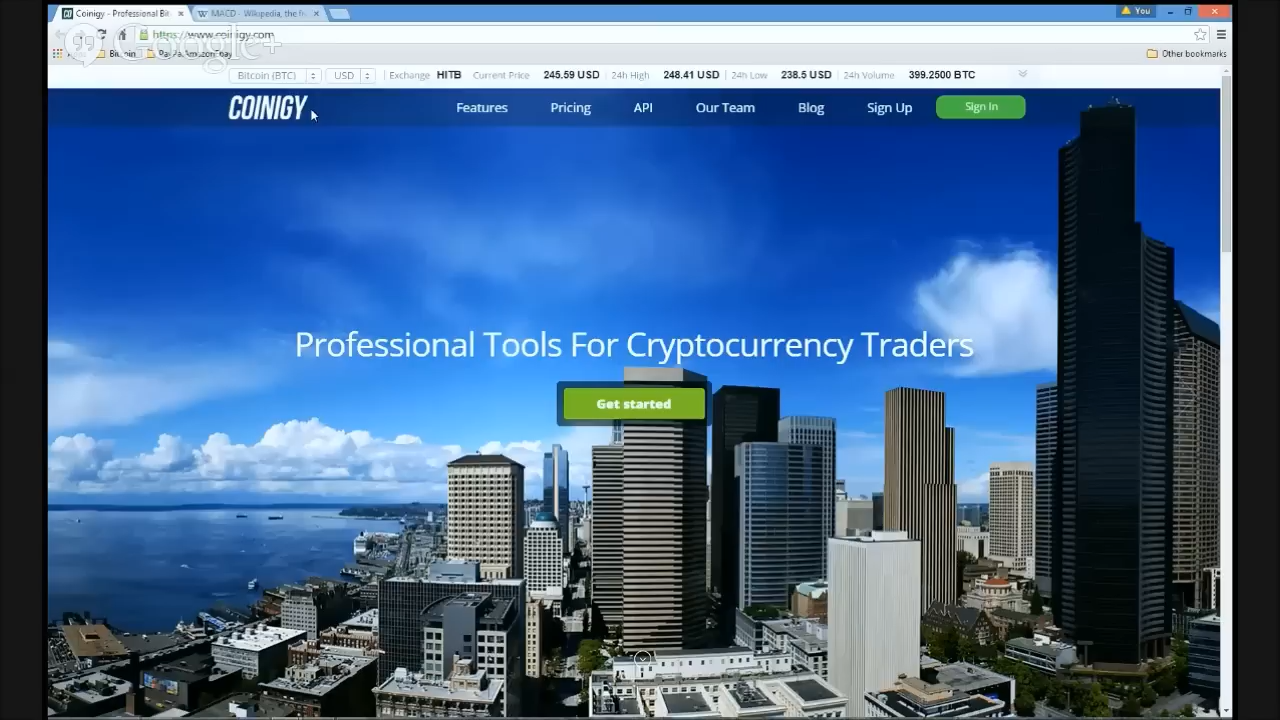 Coinigy - Professional Bit
MACD - Wikipedia, the fr
You
https://www.coinigy.com
Google+
Bitcoin
Other bookmarks
Bitcoin (BTC) USD Exchange HITB Current Price 245.59 USD 24h High 248.41 USD 24h Low 238.5 USD 24h Volume 399.2500 BTC
COINIGY Features Pricing API Our Team Blog Sign Up Sign In
Professional Tools For Cryptocurrency Traders
Get started